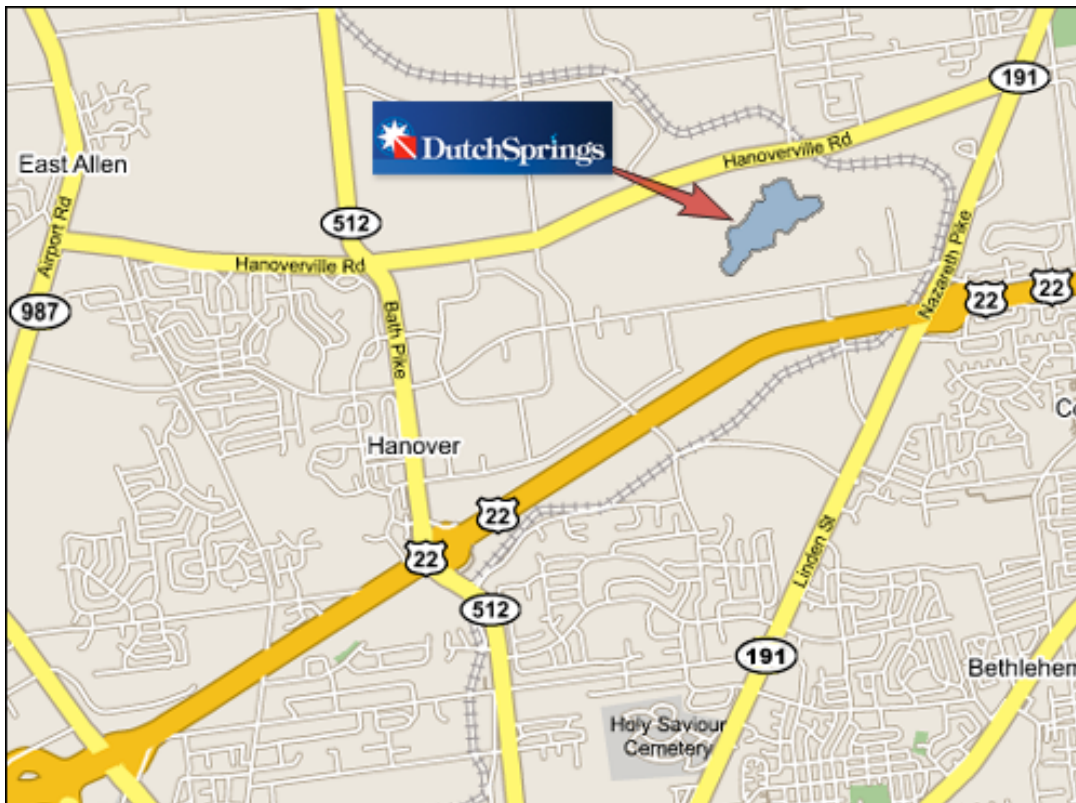 191
DutchSprings
Hanoverville Rd
East Allen
512
Airport Rd
Hanoverville Rd
Nazareth Pike
22
22
987
Bath Pike
Hanover
22
22
Linden St
512
191
Bethlehem
Holy Saviour
Cemetery